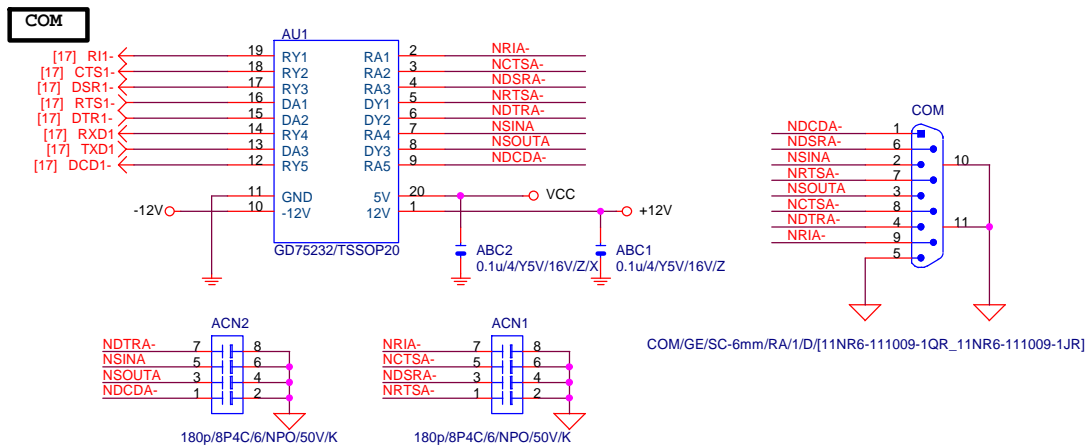 COM
AU1
[17] RI1- 19 RY1 RA1 2 NRIA-
[17] CTS1- 18 RY2 RA2 3 NCTSA-
[17] DSR1- 17 RY3 RA3 4 NDSRA-
[17] RTS1- 16 DA1 DY1 5 NRTSA-
[17] DTR1- 15 DA2 DY2 6 NDTRA-
[17] RXD1 14 RY4 RA4 7 NSINA
[17] TXD1 13 DA3 DY3 8 NSOUTA
[17] DCD1- 12 RY5 RA5 9 NDCDA-
11 GND 5V 20 VCC
-12V 10 -12V 12V 1 +12V
GD75232/TSSOP20
ABC2
0.1u/4/Y5V/16V/Z/X
ABC1
0.1u/4/Y5V/16V/Z
COM
NDCDA- 1
NDSRA- 6
NSINA 2
NRTSA- 7
NSOUTA 3
NCTSA- 8
NDTRA- 4
NRIA- 9
5
10
11
COM/GE/SC-6mm/RA/1/D/[11NR6-111009-1QR_11NR6-111009-1JR]
ACN2
NDTRA- 7 8
NSINA 5 6
NSOUTA 3 4
NDCDA- 1 2
180p/8P4C/6/NPO/50V/K
ACN1
NRIA- 7 8
NCTSA- 5 6
NDSRA- 3 4
NRTSA- 1 2
180p/8P4C/6/NPO/50V/K